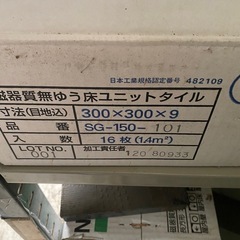 日本工業規格認定番号 482109
磁器質無ゆう床ユニットタイル
寸法(目地込) 300×300×9
品番 SG-150-101
入数 16枚(1.4m²)
LOT NO. 001 加工責任者 120 80933